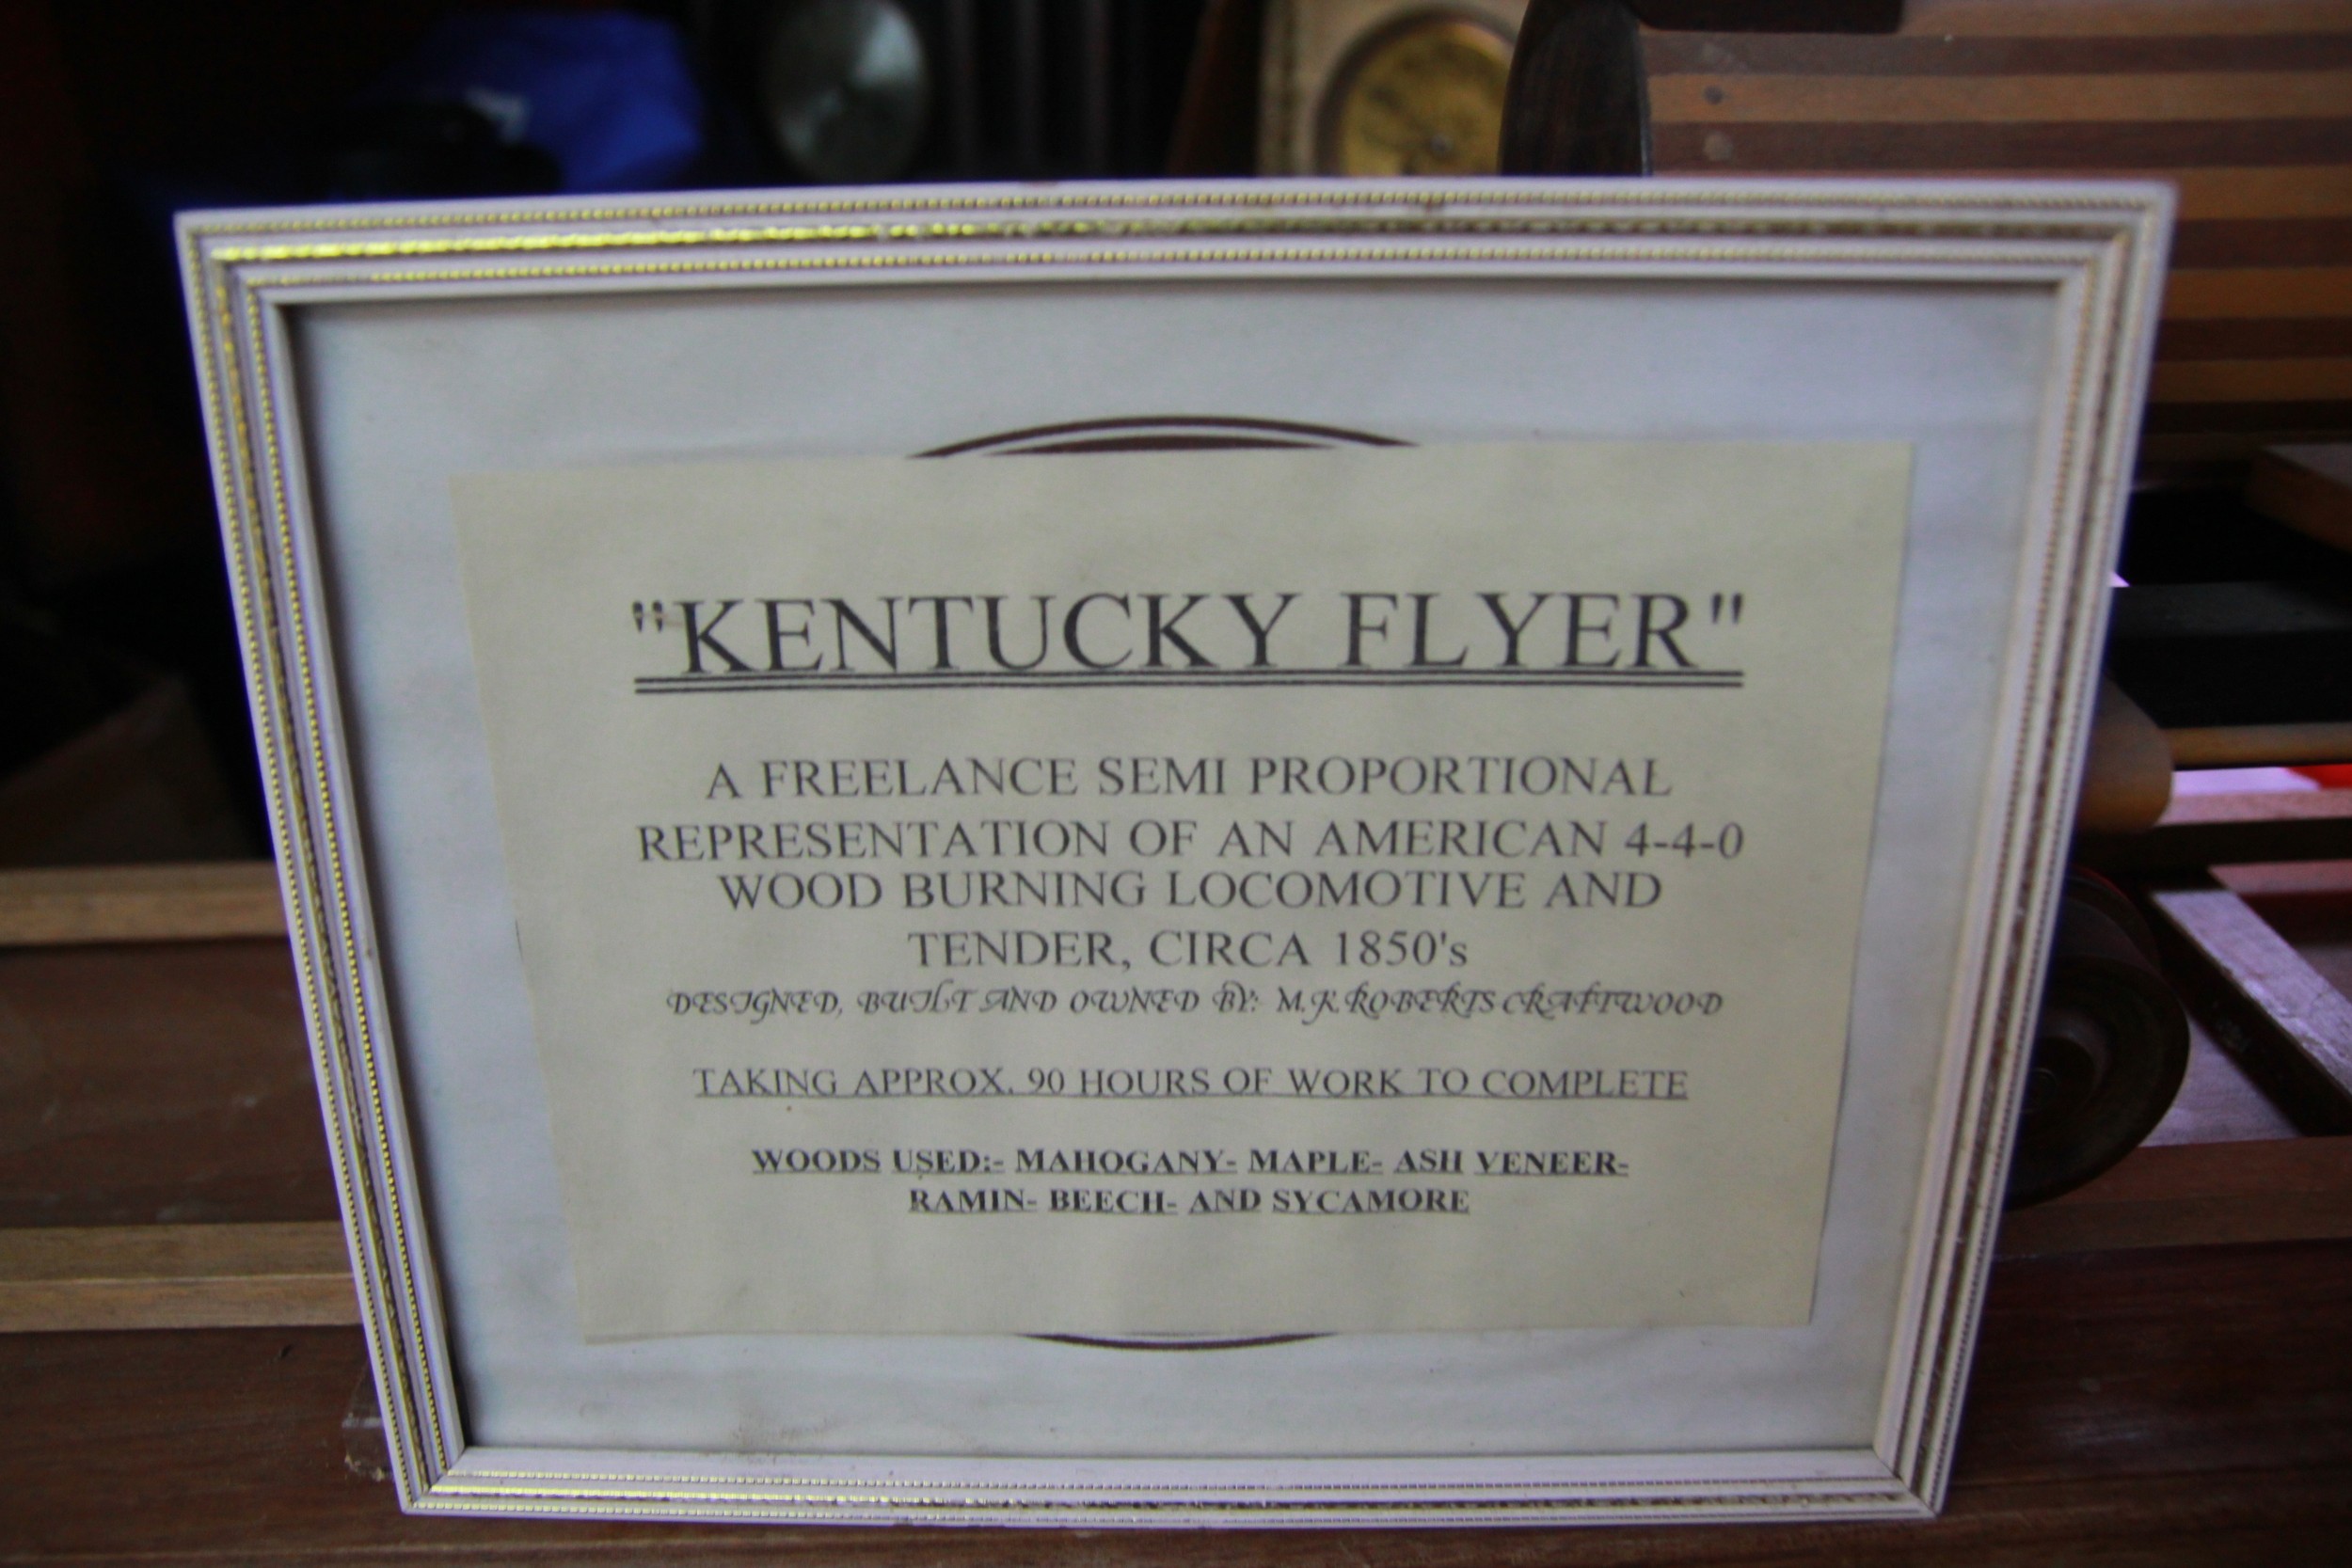 "KENTUCKY FLYER"
A FREELANCE SEMI PROPORTIONAL
REPRESENTATION OF AN AMERICAN 4-4-0
WOOD BURNING LOCOMOTIVE AND
TENDER, CIRCA 1850's
DESIGNED, BUILT AND OWNED BY: M.K.ROBERTS CRAFTWOOD
TAKING APPROX. 90 HOURS OF WORK TO COMPLETE
WOODS USED:- MAHOGANY- MAPLE- ASH VENEER-
RAMIN- BEECH- AND SYCAMORE